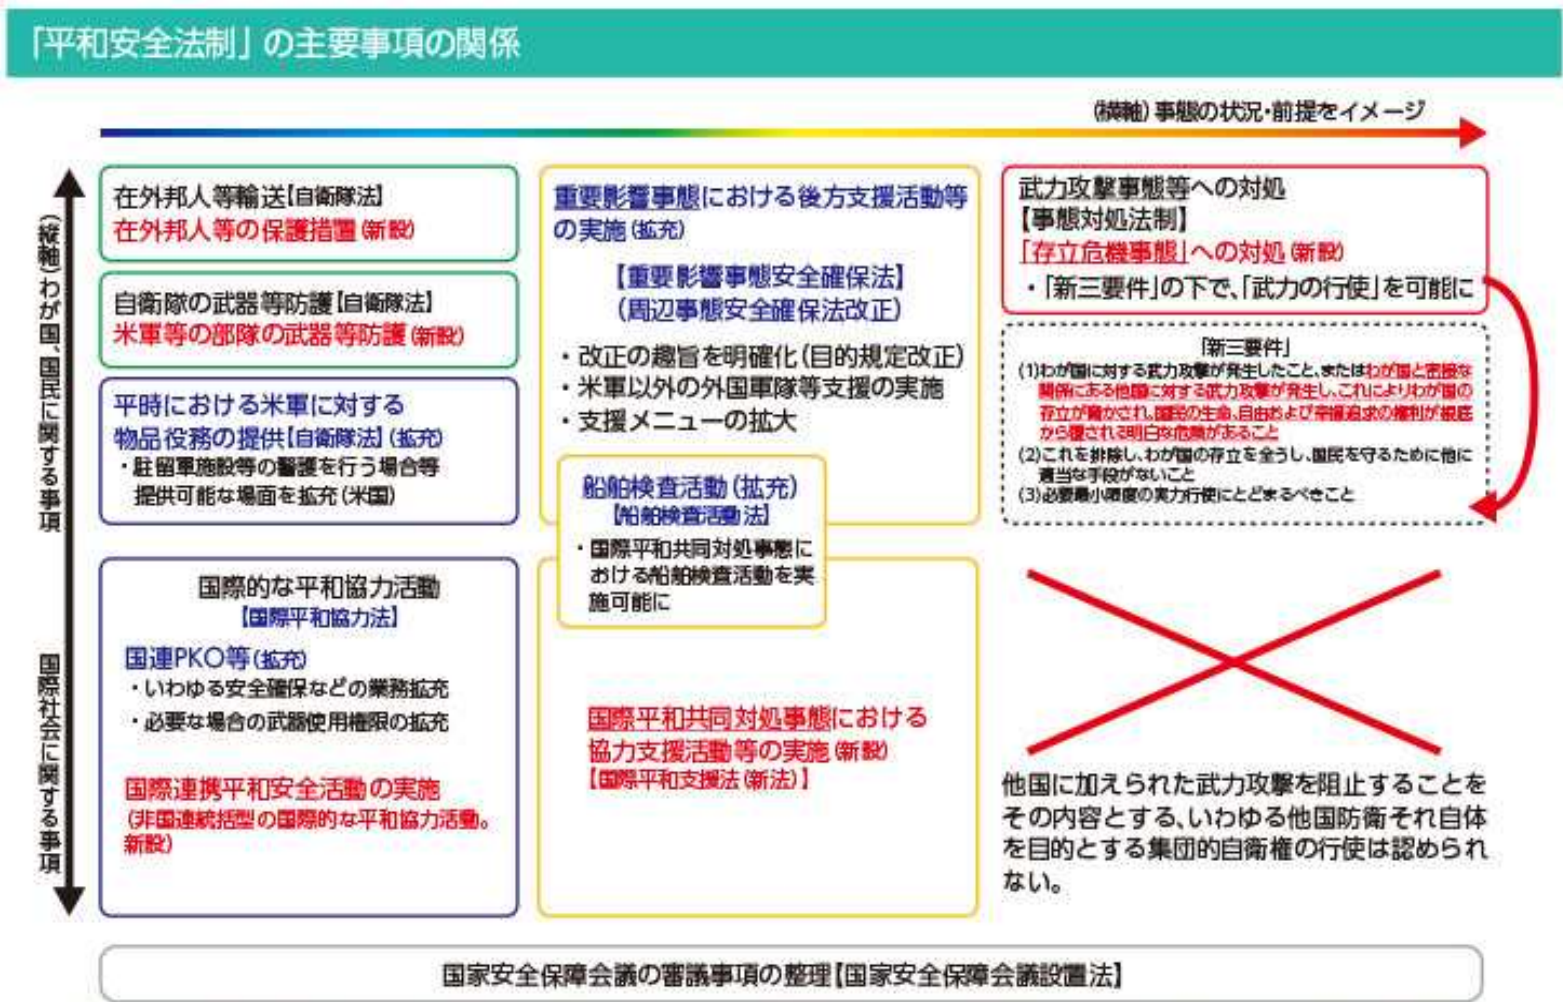 「平和安全法制」の主要事項の関係
(横軸)事態の状況・前提をイメージ
(縦軸)わが国、国民に関する事項
国際社会に関する事項
在外邦人等輸送【自衛隊法】
在外邦人等の保護措置(新設)
自衛隊の武器等防護【自衛隊法】
米軍等の部隊の武器等防護(新設)
平時における米軍に対する
物品役務の提供【自衛隊法】(拡充)
・駐留軍施設等の警護を行う場合等
提供可能な場面を拡充(米国)
国際的な平和協力活動
【国際平和協力法】
国連PKO等(拡充)
・いわゆる安全確保などの業務拡充
・必要な場合の武器使用権限の拡充
国際連携平和安全活動の実施
(非国連統括型の国際的な平和協力活動。
新設)
重要影響事態における後方支援活動等
の実施(拡充)
【重要影響事態安全確保法】
(周辺事態安全確保法改正)
・改正の趣旨を明確化(目的規定改正)
・米軍以外の外国軍隊等支援の実施
・支援メニューの拡大
船舶検査活動(拡充)
【船舶検査活動法】
・国際平和共同対処事態に
おける船舶検査活動を実
施可能に
国際平和共同対処事態における
協力支援活動等の実施(新設)
【国際平和支援法(新法)】
武力攻撃事態等への対処
【事態対処法制】
「存立危機事態」への対処(新設)
・「新三要件」の下で、「武力の行使」を可能に
「新三要件」
(1)わが国に対する武力攻撃が発生したこと、またはわが国と密接な
関係にある他国に対する武力攻撃が発生し、これによりわが国の
存立が脅かされ、国民の生命、自由および幸福追求の権利が根底
から覆される明白な危険があること
(2)これを排除し、わが国の存立を全うし、国民を守るために他に
適当な手段がないこと
(3)必要最小限度の実力行使にとどまるべきこと
他国に加えられた武力攻撃を阻止することを
その内容とする、いわゆる他国防衛それ自体
を目的とする集団的自衛権の行使は認められ
ない。
国家安全保障会議の審議事項の整理【国家安全保障会議設置法】